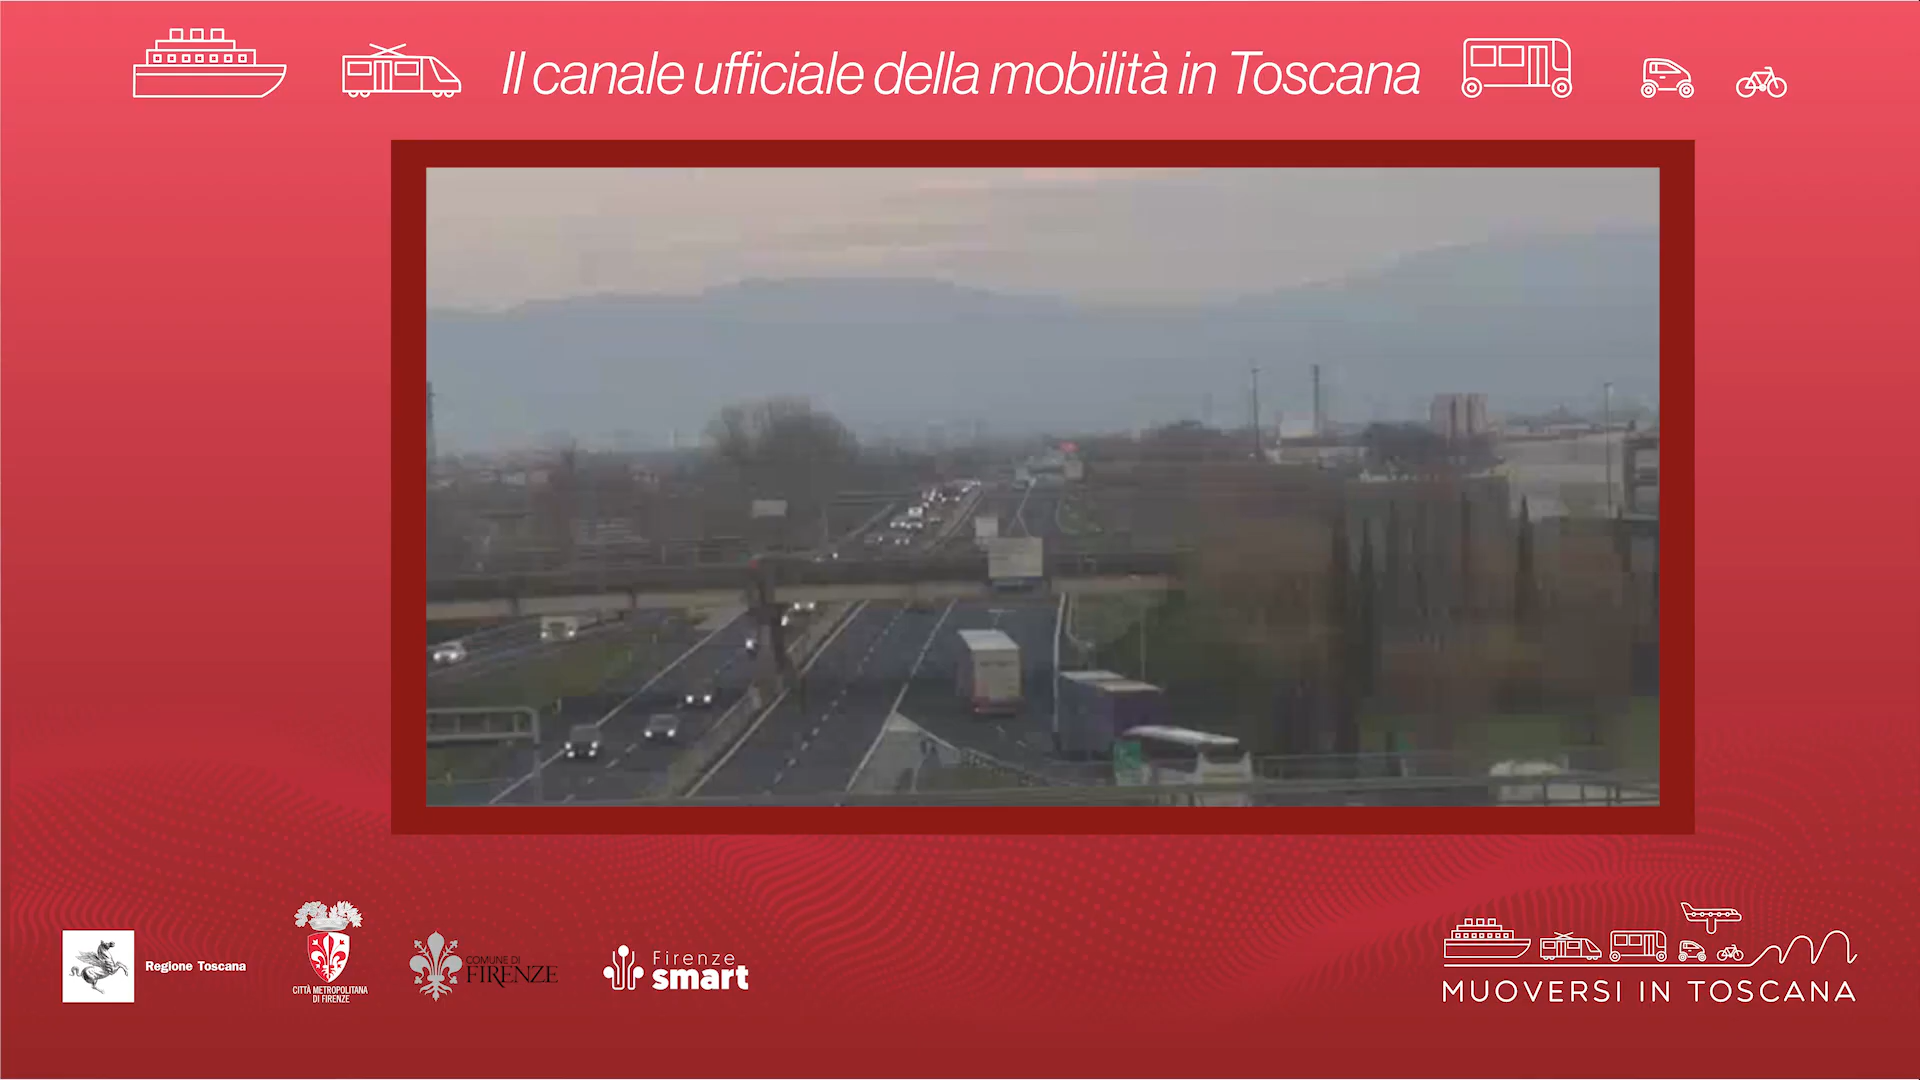 Il canale ufficiale della mobilità in Toscana
Regione Toscana
CITTÀ METROPOLITANA
DI FIRENZE
COMUNE DI
FIRENZE
Firenze
smart
MUOVERSI IN TOSCANA